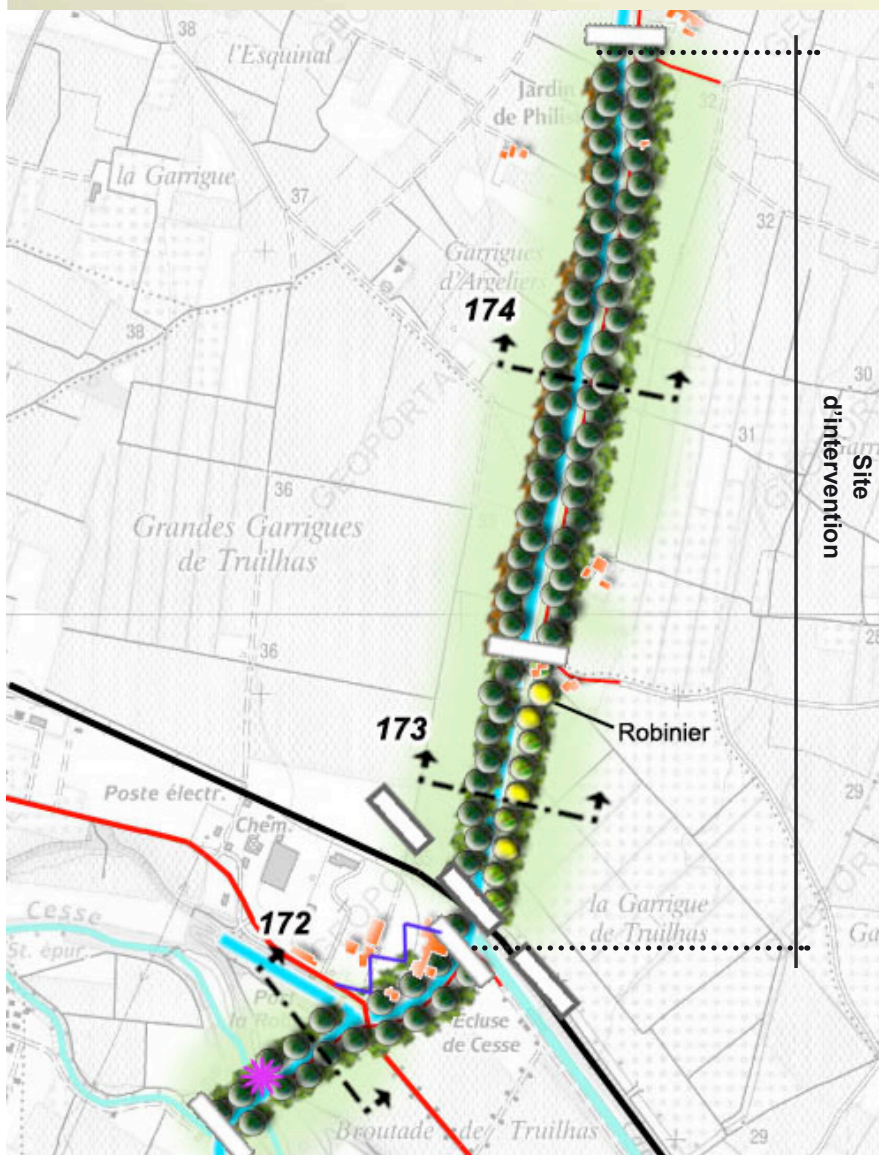 38
l'Esquinal
Jardin
de Philis
32
la Garrigue
37
32
Garrigues
d'Argeliers
174
38
30
31
Site
d'intervention
36
Grandes Garrigues
de Truilhas
28
36
Robinier
173
Poste électr.
29
Chem.
la Garrigue
de Truilhas
Cesse
172
St. épur.
Écluse
de Cesse
Broutade de Truilhas
29